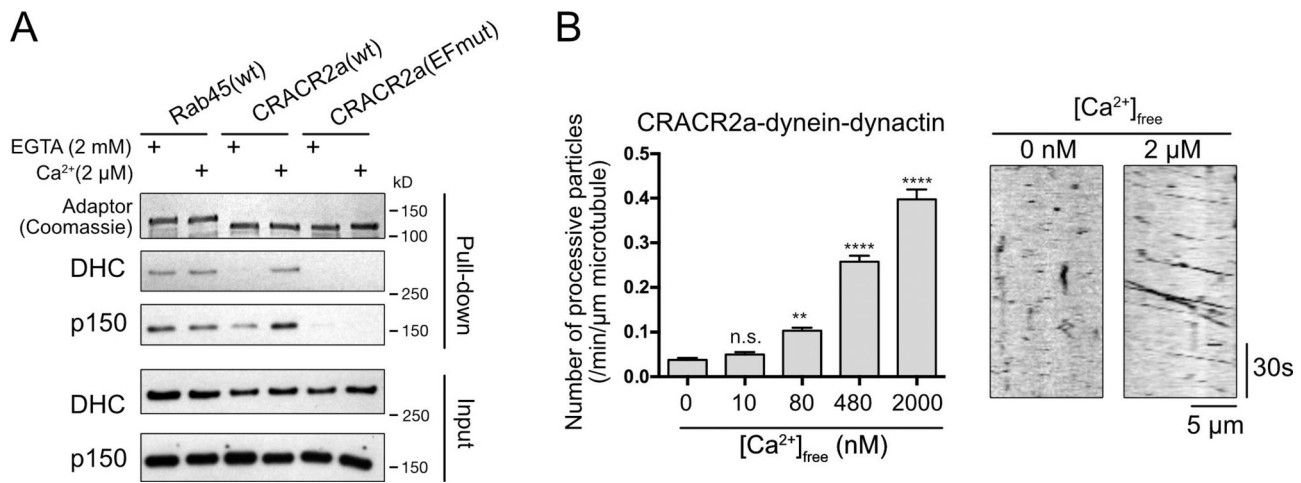 A
Rab45(wt)
CRACR2a(wt)
CRACR2a(EFmut)
EGTA (2 mM) + + +
Ca²⁺(2 µM) + + +
kD
Adaptor
(Coomassie)
150
100
DHC
250
p150
150
Pull-down
DHC
250
p150
150
Input
B
CRACR2a-dynein-dynactin
Number of processive particles
(/min/µm microtubule)
0.5
0.4
0.3
0.2
0.1
0.0
n.s.
**
****
****
0 10 80 480 2000
[Ca²⁺]free (nM)
[Ca²⁺]free
0 nM 2 µM
30s
5 µm